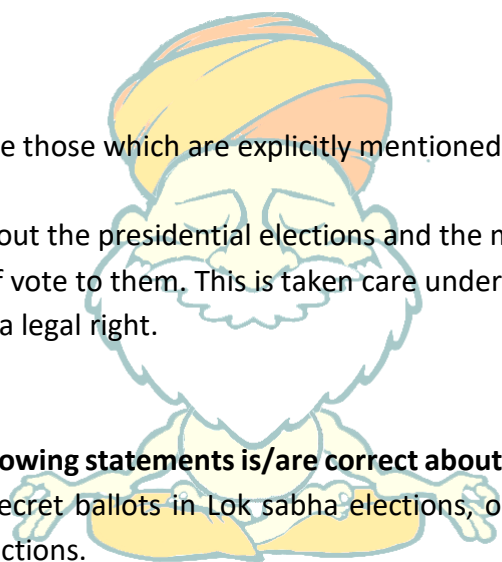 e those which are explicitly mentioned
out the presidential elections and the m
f vote to them. This is taken care under
a legal right.
owing statements is/are correct about
ecret ballots in Lok sabha elections, o
ctions.